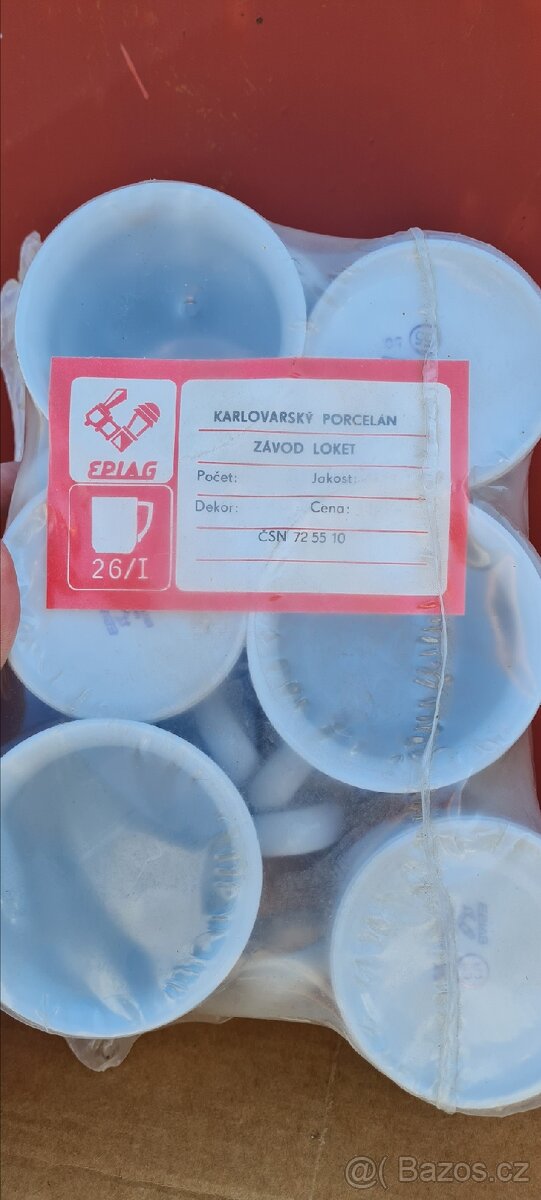 KARLOVARSKÝ PORCELÁN
ZÁVOD LOKET
EPIAG
Počet: Jakost:
Dekor: Cena:
ČSN 72 55 10
26/I
@( Bazos.cz